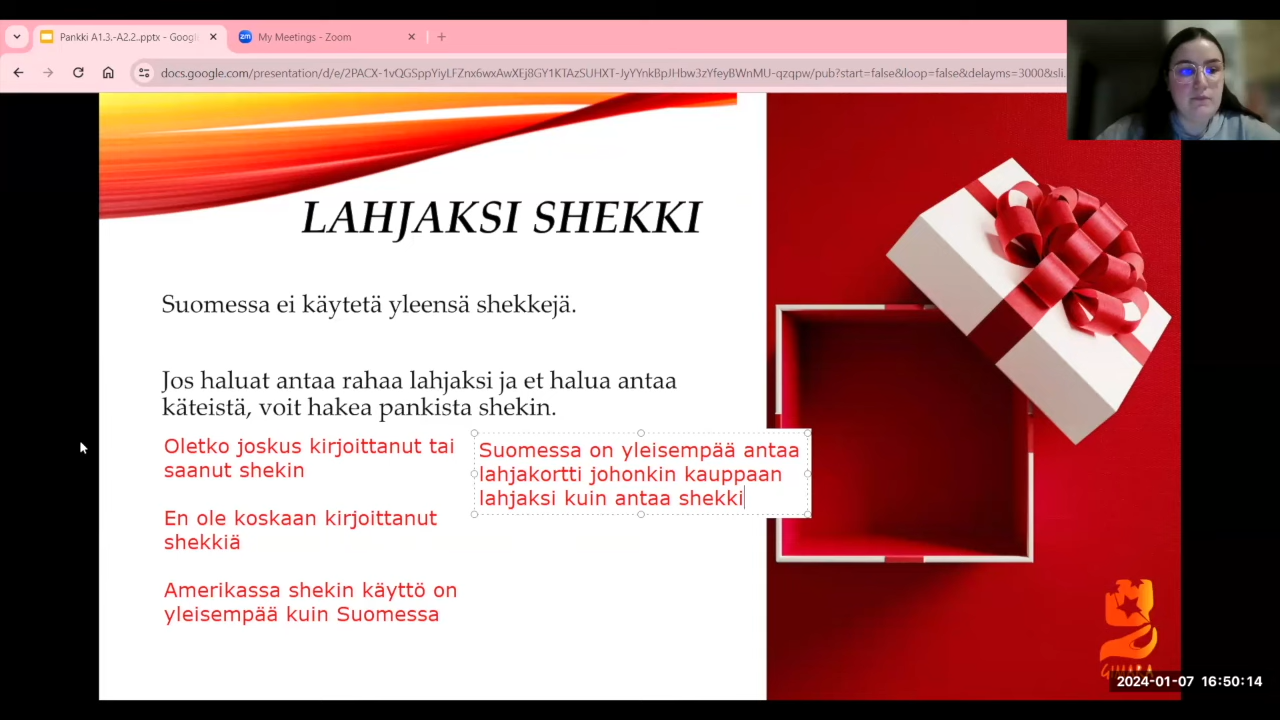 Pankki A1.3.-A2.2..pptx - Googl
My Meetings - Zoom
docs.google.com/presentation/d/e/2PACX-1vQGSppYiyLFZnx6wxAwXEj8GY1KTAzSUHXT-JyYYnkBpJHbw3zYfeyBWnMU-qzqpw/pub?start=false&loop=false&delayms=3000&sli
LAHJAKSI SHEKKI
Suomessa ei käytetä yleensä shekkejä.
Jos haluat antaa rahaa lahjaksi ja et halua antaa
käteistä, voit hakea pankista shekin.
Oletko joskus kirjoittanut tai
saanut shekin
En ole koskaan kirjoittanut
shekkiä
Amerikassa shekin käyttö on
yleisempää kuin Suomessa
Suomessa on yleisempää antaa
lahjakortti johonkin kauppaan
lahjaksi kuin antaa shekki
2024-01-07 16:50:14